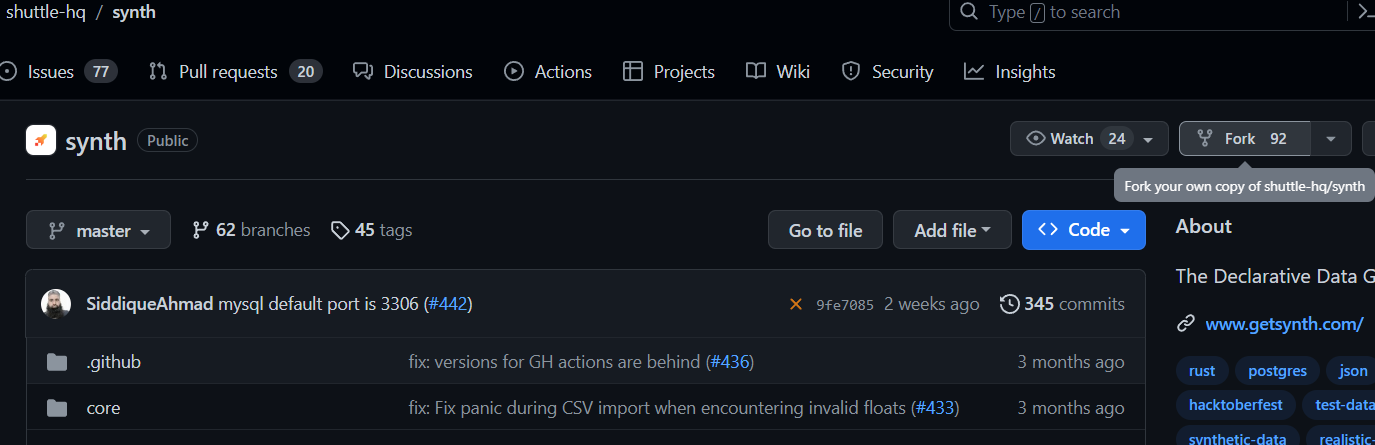 shuttle-hq / synth
Type / to search
Issues 77 Pull requests 20 Discussions Actions Projects Wiki Security Insights
synth Public
Watch 24 Fork 92
Fork your own copy of shuttle-hq/synth
master 62 branches 45 tags Go to file Add file Code
About
The Declarative Data G
SiddiqueAhmad mysql default port is 3306 (#442) 9fe7085 2 weeks ago 345 commits
www.getsynth.com/
.github fix: versions for GH actions are behind (#436) 3 months ago
rust postgres json
core fix: Fix panic during CSV import when encountering invalid floats (#433) 3 months ago
hacktoberfest test-data
synthetic-data realistic-